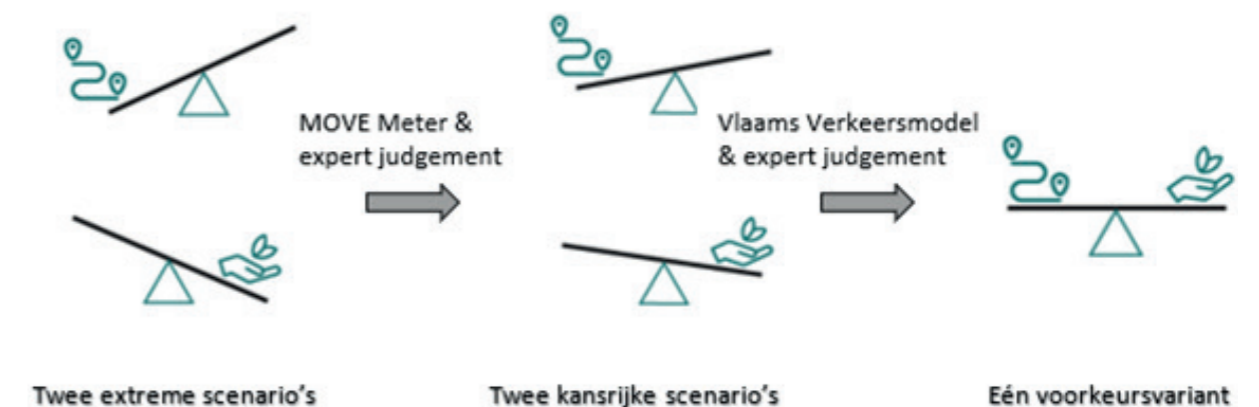 MOVE Meter &
expert judgement
Vlaams Verkeersmodel
& expert judgement
Twee extreme scenario's
Twee kansrijke scenario's
Eén voorkeursvariant